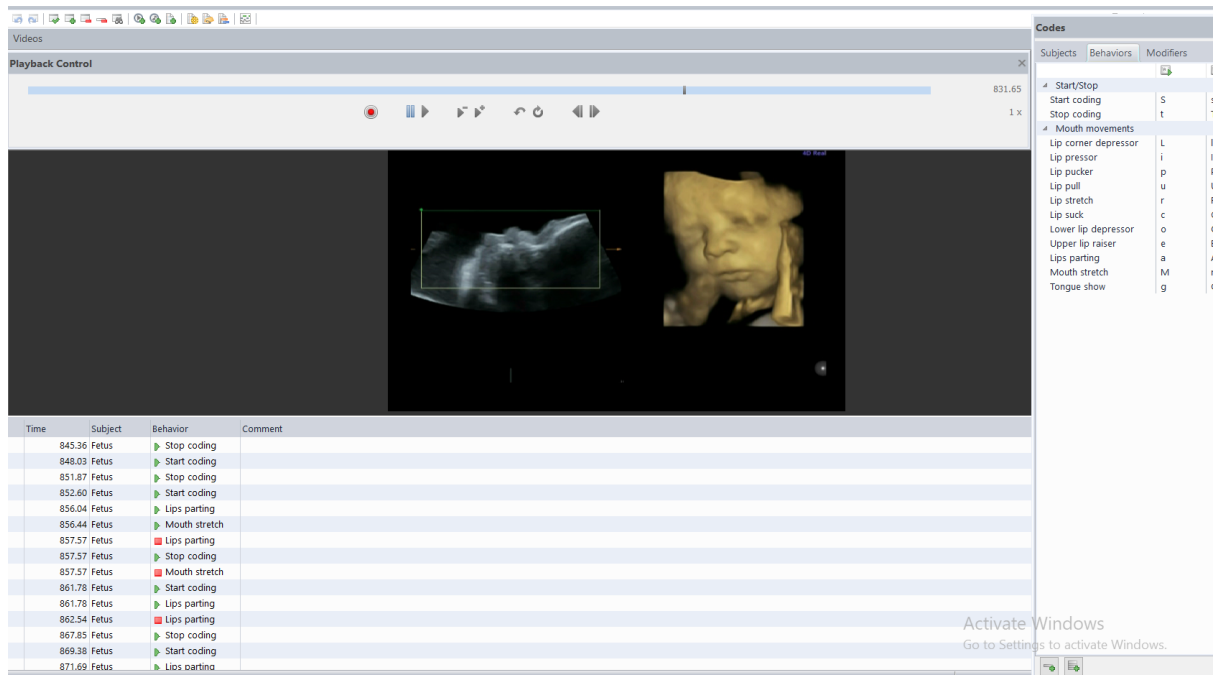 Videos
Playback Control
831.65
1 x
4D Real
Time Subject Behavior Comment
845.36 Fetus Stop coding
848.03 Fetus Start coding
851.87 Fetus Stop coding
852.60 Fetus Start coding
856.04 Fetus Lips parting
856.44 Fetus Mouth stretch
857.57 Fetus Lips parting
857.57 Fetus Stop coding
857.57 Fetus Mouth stretch
861.78 Fetus Start coding
861.78 Fetus Lips parting
862.54 Fetus Lips parting
867.85 Fetus Stop coding
869.38 Fetus Start coding
871.69 Fetus Lips parting
Codes
Subjects Behaviors Modifiers
Start/Stop
Start coding S s
Stop coding t
Mouth movements
Lip corner depressor L l
Lip pressor i
Lip pucker p
Lip pull u
Lip stretch r
Lip suck c
Lower lip depressor o
Upper lip raiser e
Lips parting a
Mouth stretch M
Tongue show g
Activate Windows
Go to Settings to activate Windows.